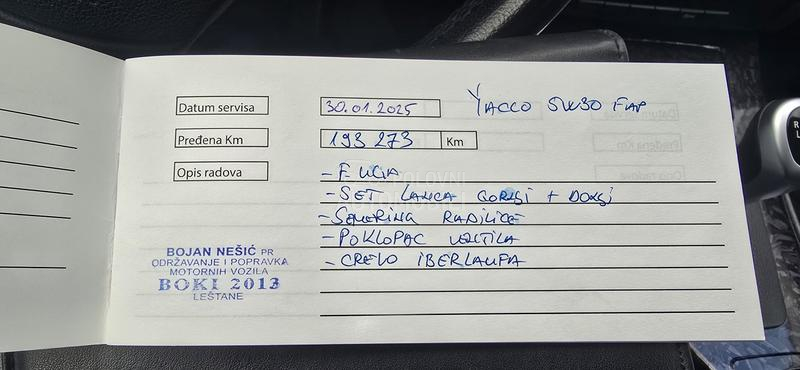 Datum servisa 30.01.2025 YACCO 5W30 FAP
Pređena Km 193 273 Km
Opis radova
- F. ULJA
- SET LANCA GORNJI + DONJI
- SEMERING RADILICE
- POKLOPAC VENTILA
- CREVO IBERLAUFA
BOJAN NEŠIĆ PR
ODRŽAVANJE I POPRAVKA
MOTORNIH VOZILA
BOKI 2013
LEŠTANE